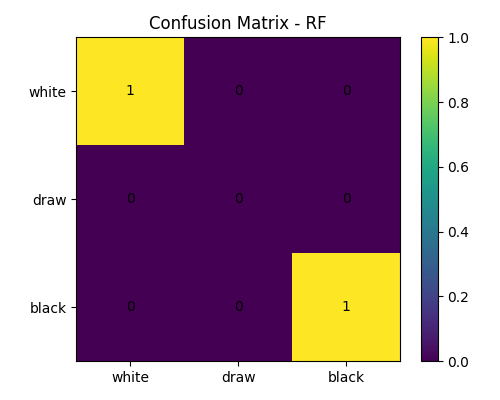 Confusion Matrix - RF
white 1 0 0
draw 0 0 0
black 0 0 1
white draw black
1.0
0.8
0.6
0.4
0.2
0.0